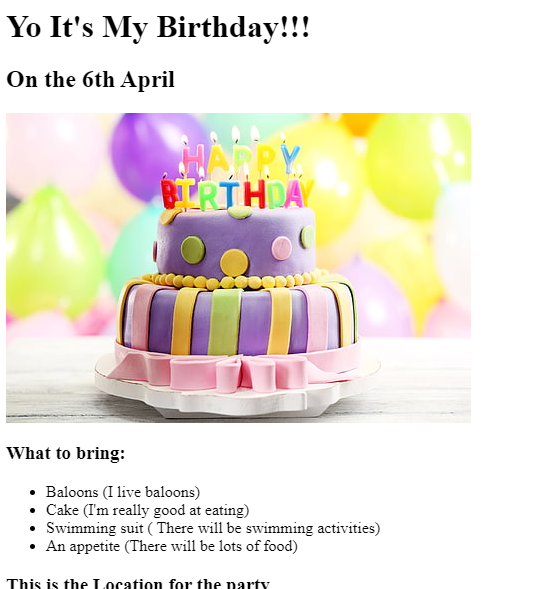 Yo It's My Birthday!!!
On the 6th April
HAPPY
BIRTHDAY
What to bring:
Baloons (I live baloons)
Cake (I'm really good at eating)
Swimming suit ( There will be swimming activities)
An appetite (There will be lots of food)
This is the Location for the party